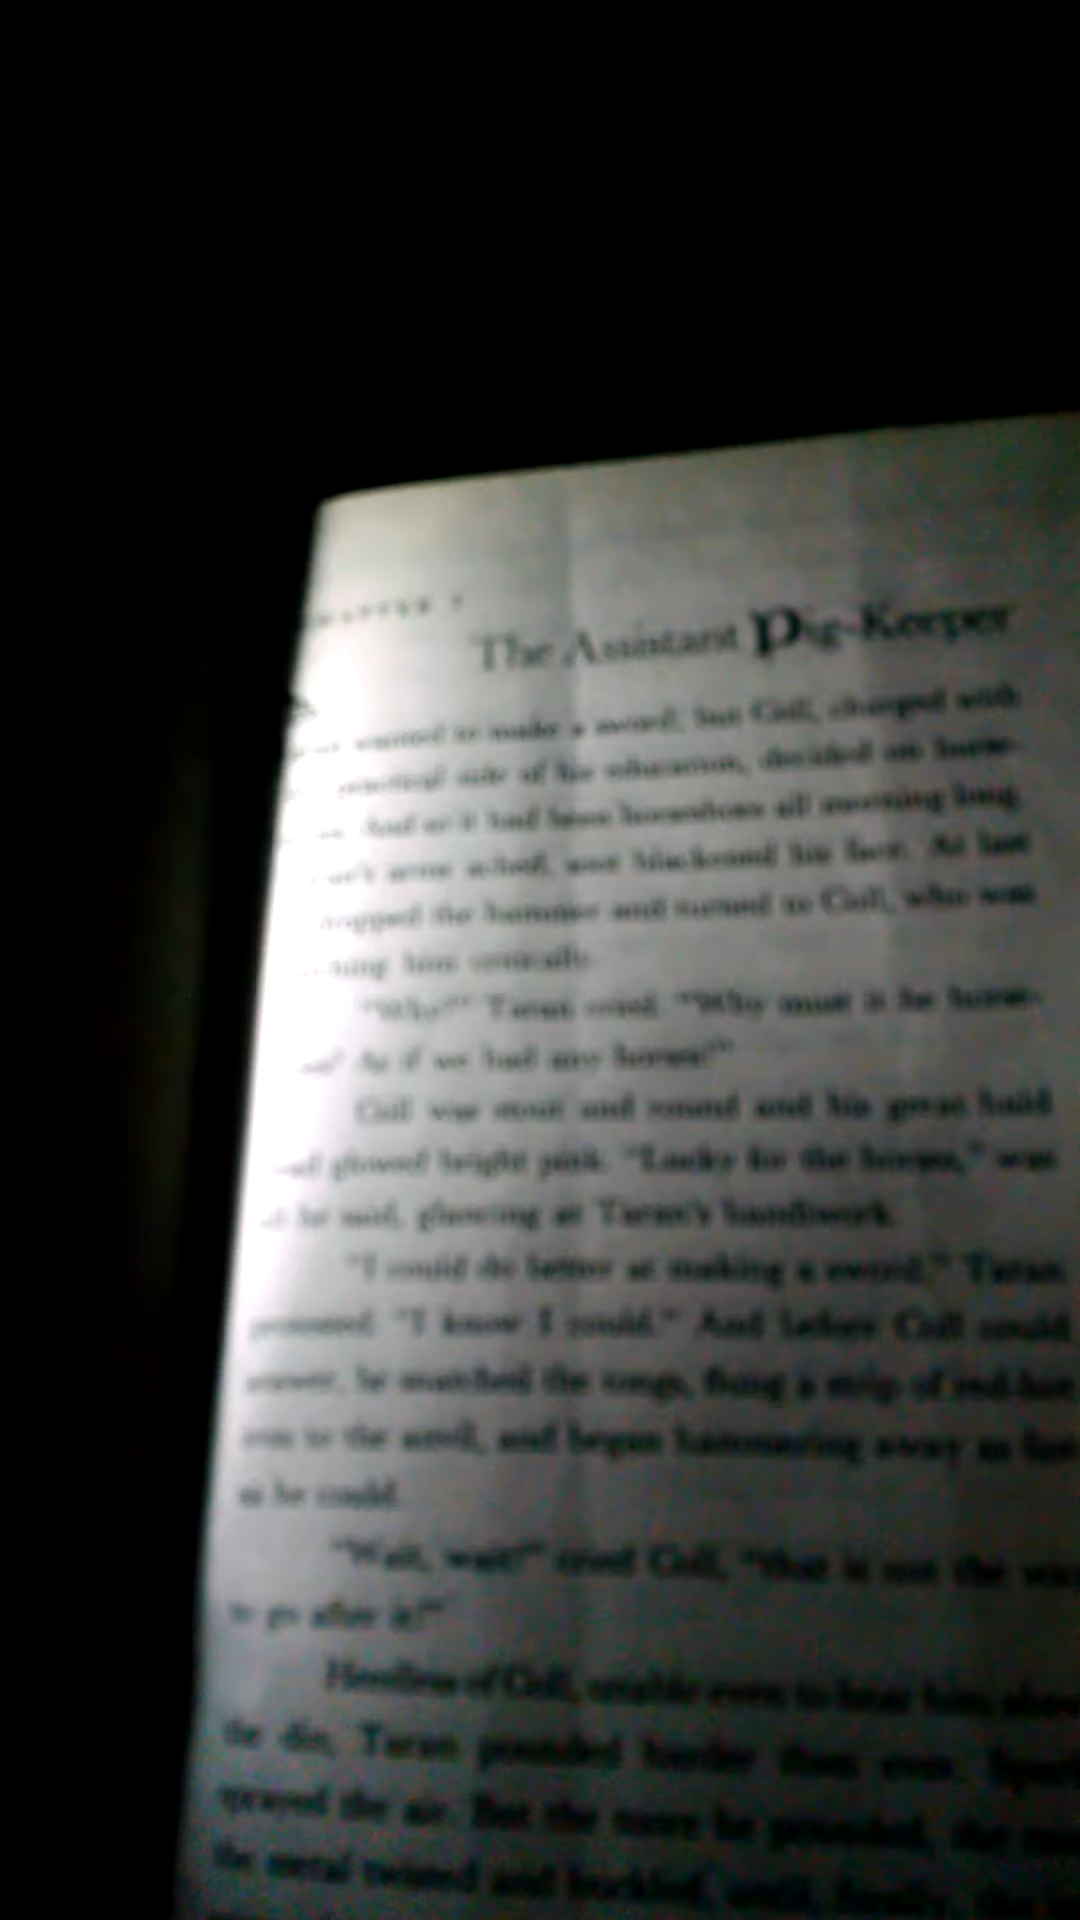 The Assistant Pig-Keeper
wanted to make a sword; but Coll, charged with
practical side of his education, decided on horse-
And so it had been horseshoes all morning long.
arms ached, soot blackened his face. At last
dropped the hammer and turned to Coll, who was
him critically.
"Why?" Taran cried. "Why must it be horse-
As if we had any horses!"
Coll was stout and round and his great bald
glowed bright pink. "Lucky for the horses," was
he said, glancing at Taran's handiwork.
"I could do better at making a sword," Taran
protested. "I know I could." And before Coll could
answer, he snatched the tongs, flung a strip of red-hot
iron to the anvil, and began hammering away as fast
as he could.
"Wait, wait!" cried Coll, "that is not the way
to go after it!"
Heedless of Coll, unable even to hear him above
the din, Taran pounded harder than ever.
sprayed the air. But the more he pounded, the more
the metal twisted and buckled, until, finally, the